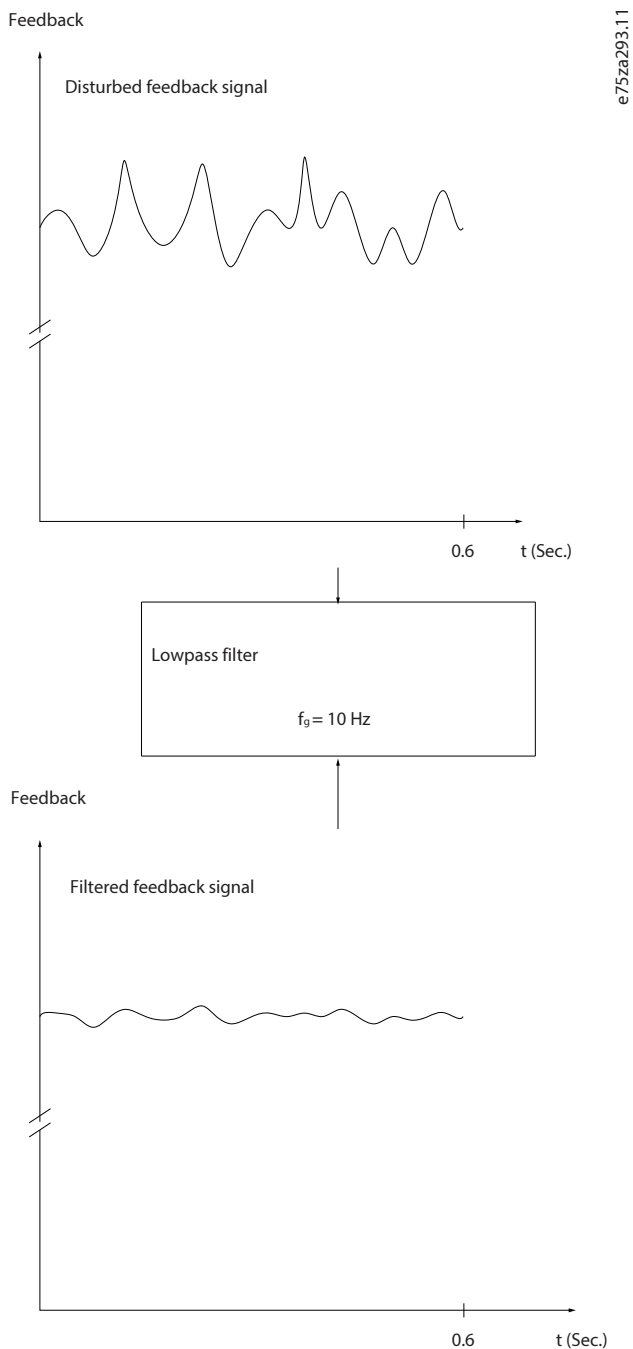 Feedback
e75za293.11
Disturbed feedback signal
0.6
t (Sec.)
Lowpass filter
fg = 10 Hz
Feedback
Filtered feedback signal
0.6
t (Sec.)